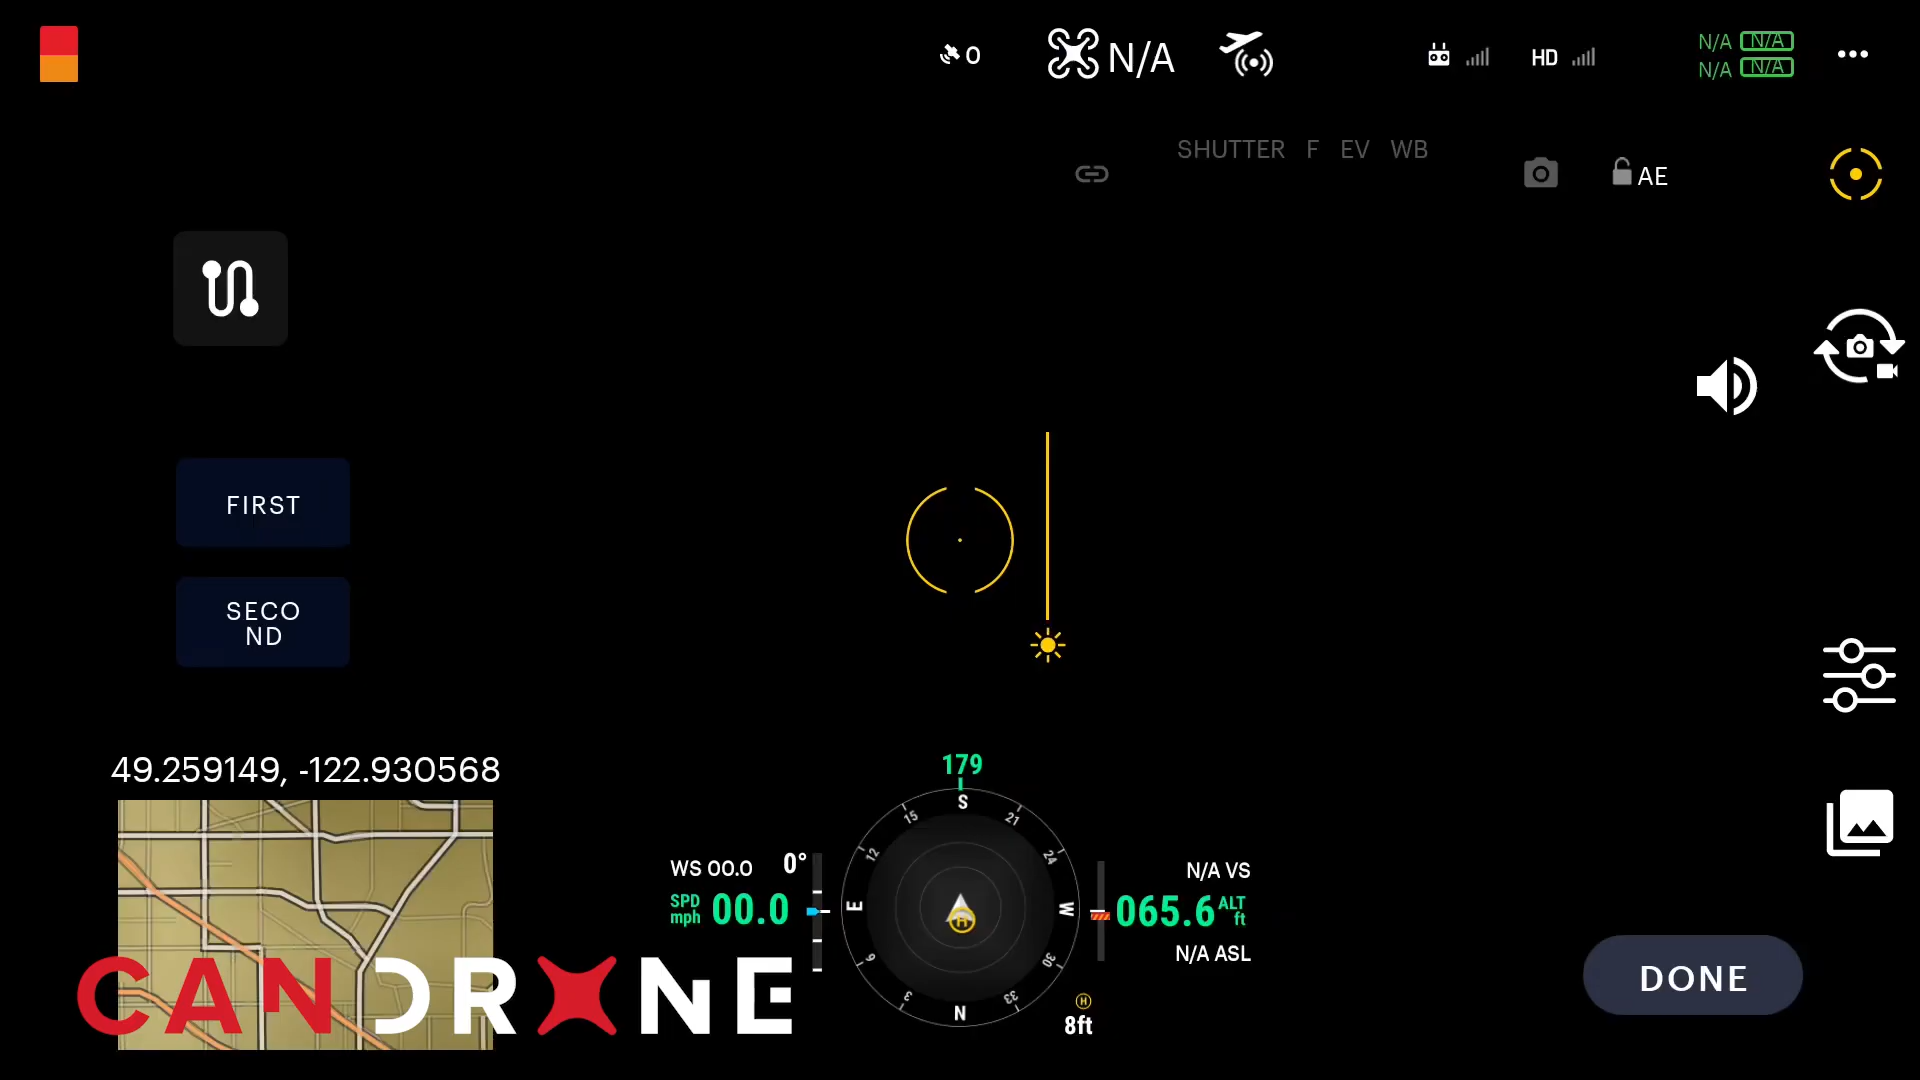 0
N/A
HD
N/A N/A
N/A N/A
SHUTTER F EV WB
AE
FIRST
SECO
ND
49.259149, -122.930568
179
S
15
21
12
24
E
W
6
30
3
33
N
WS 00.0
0°
SPD
mph
00.0
N/A VS
065.6
ALT
ft
N/A ASL
H
H
8ft
CANDRONE
DONE